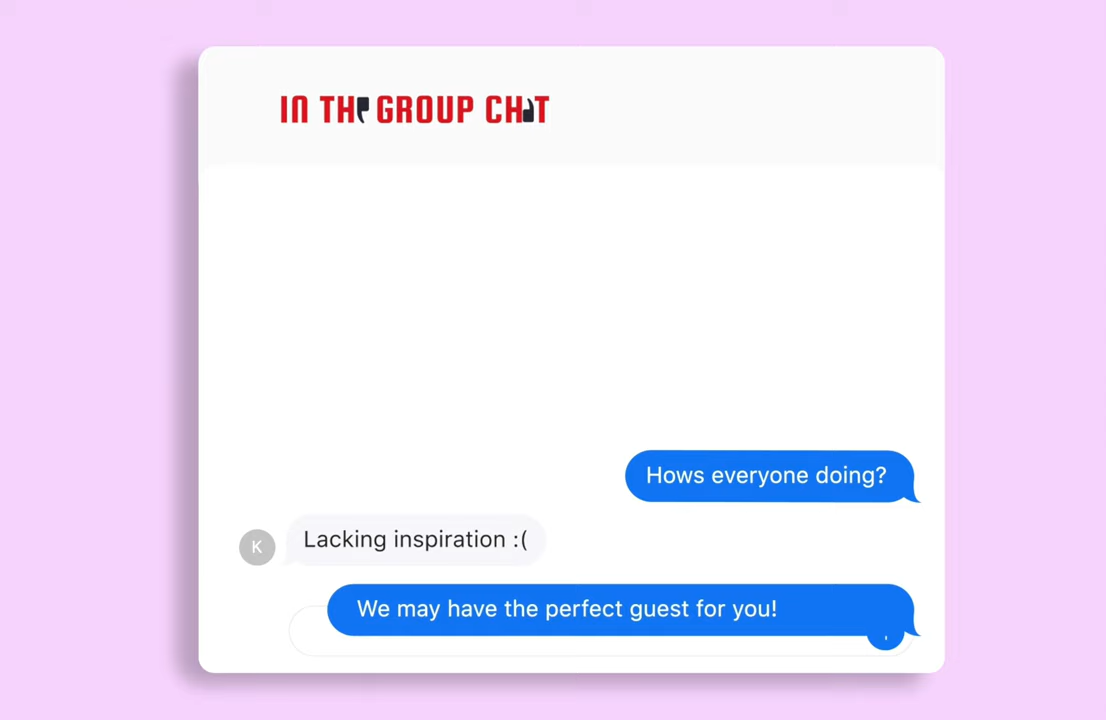 IN THE GROUP CHAT
Hows everyone doing?
K
Lacking inspiration :(
We may have the perfect guest for you!